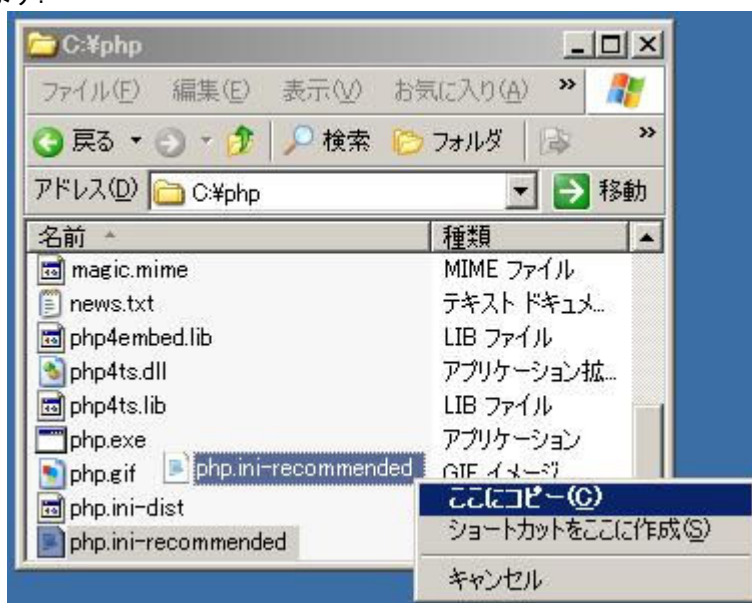 ます.
C:¥php
ファイル(F) 編集(E) 表示(V) お気に入り(A) »
戻る 検索 フォルダ »
アドレス(D) C:¥php 移動
名前 種類
magic.mime MIME ファイル
news.txt テキスト ドキュメ...
php4embed.lib LIB ファイル
php4ts.dll アプリケーション拡...
php4ts.lib LIB ファイル
php.exe アプリケーション
php.gif php.ini-recommended GIF イメージ
php.ini-dist ここにコピー(C)
ショートカットをここに作成(S)
php.ini-recommended
キャンセル